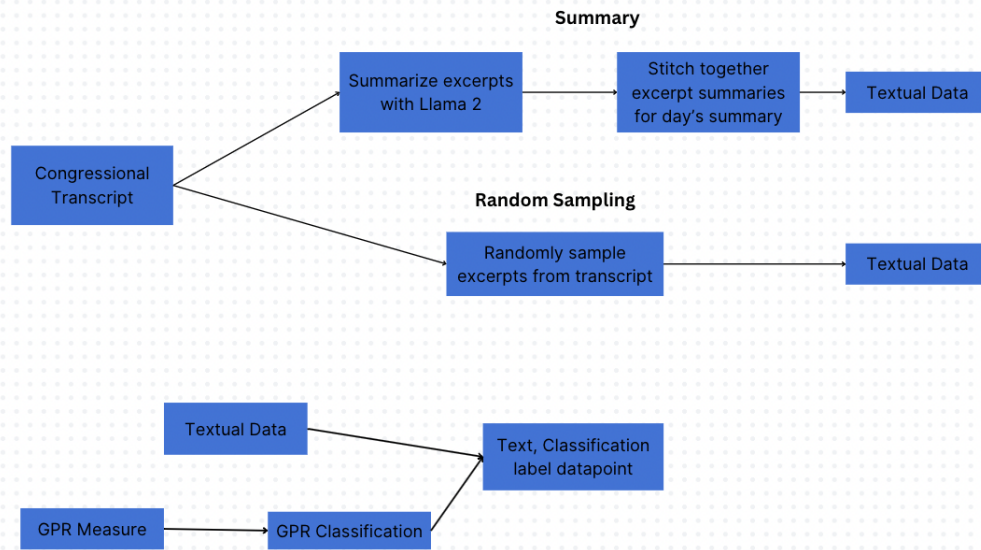 Summary
Summarize excerpts
with Llama 2
Stitch together
excerpt summaries
for day's summary
Textual Data
Congressional
Transcript
Random Sampling
Randomly sample
excerpts from transcript
Textual Data
Textual Data
Text, Classification
label datapoint
GPR Measure
GPR Classification